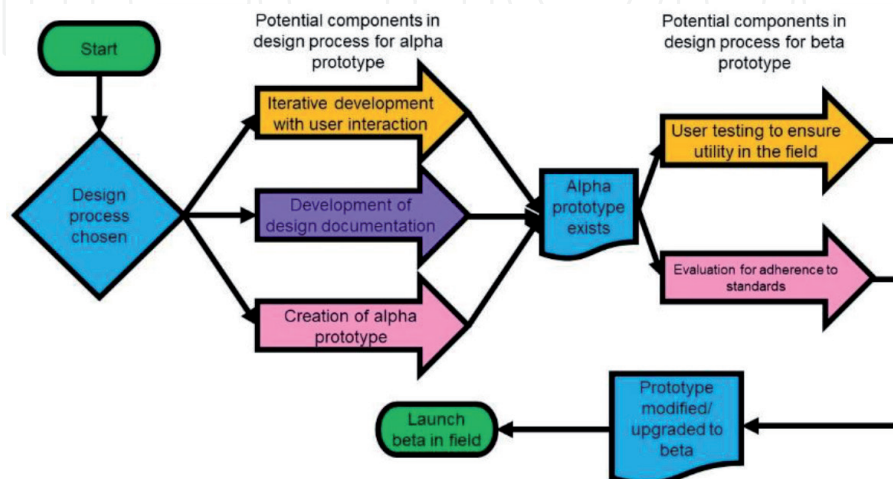 Start
Potential components in
design process for alpha
prototype
Potential components in
design process for beta
prototype
Iterative development
with user interaction
User testing to ensure
utility in the field
Design
process
chosen
Development of
design documentation
Alpha
prototype
exists
Creation of alpha
prototype
Evaluation for adherence to
standards
Launch
beta in field
Prototype
modified/
upgraded to
beta